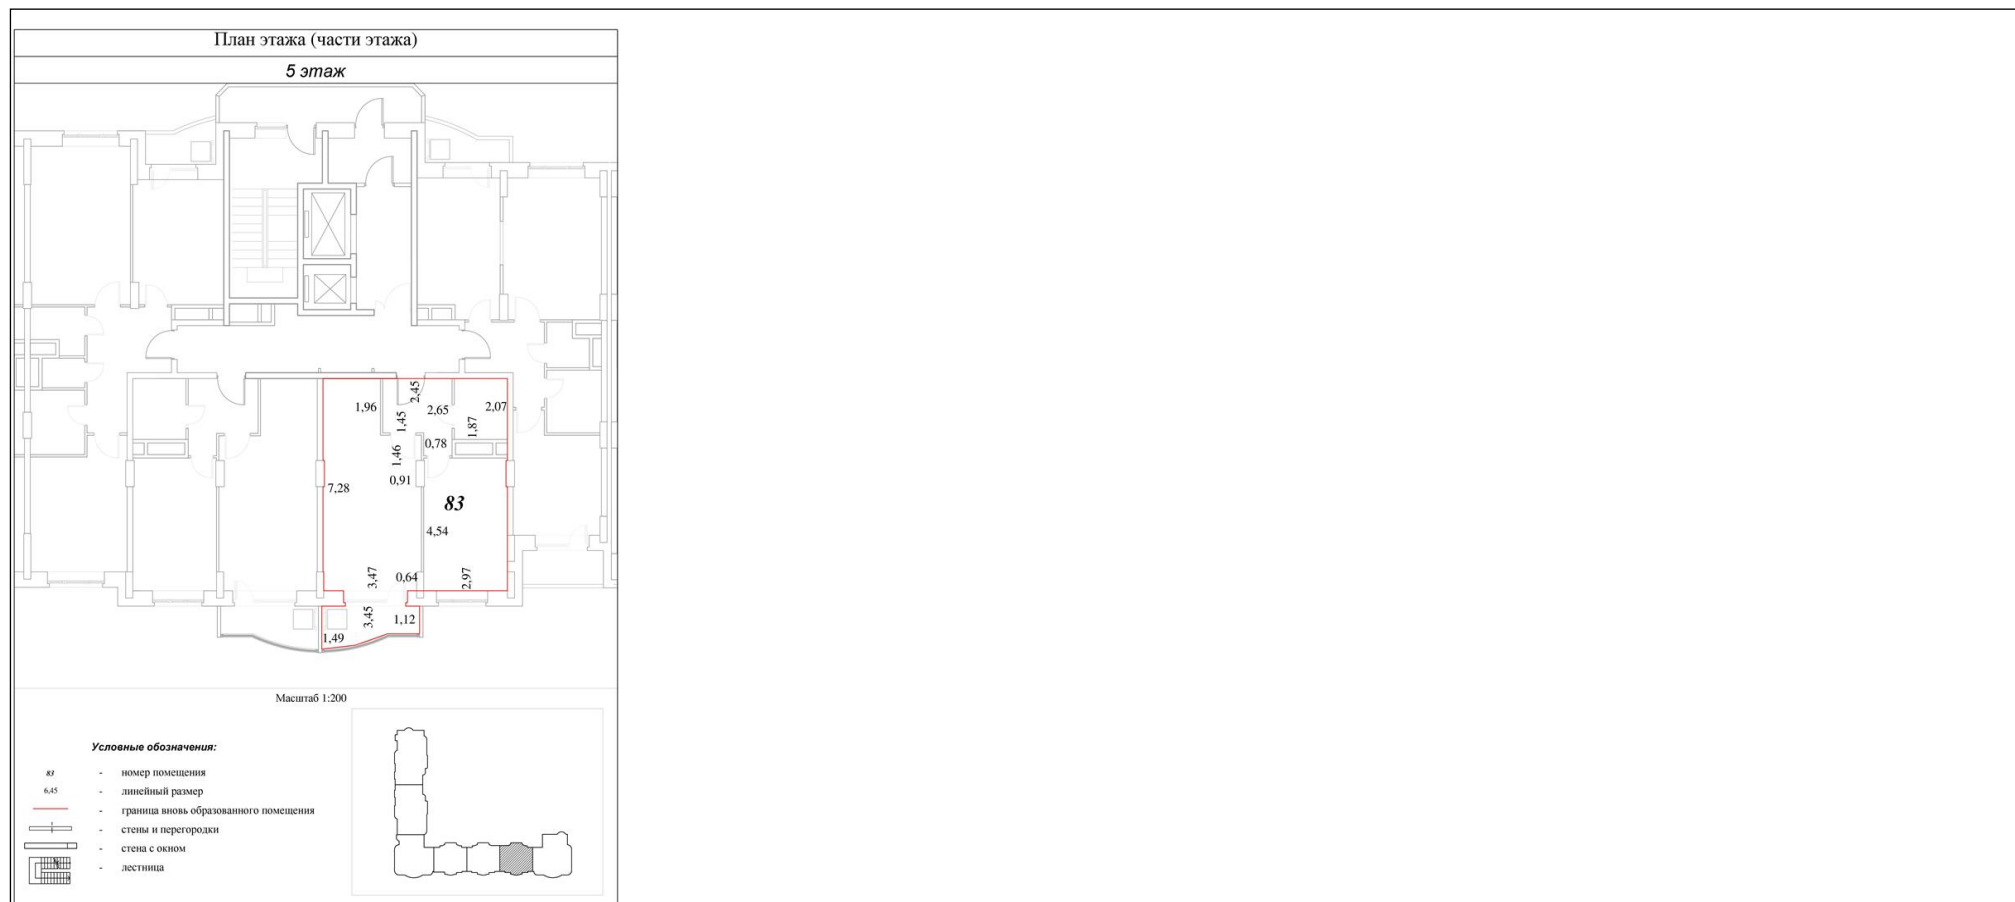 План этажа (части этажа)
5 этаж
2,45
1,96
2,65
2,07
1,45
1,87
0,78
1,46
0,91
7,28
83
4,54
3,47
0,64
2,97
3,45
1,12
1,49
Масштаб 1:200
Условные обозначения:
83 - номер помещения
6,45 - линейный размер
- граница вновь образованного помещения
- стены и перегородки
- стена с окном
- лестница